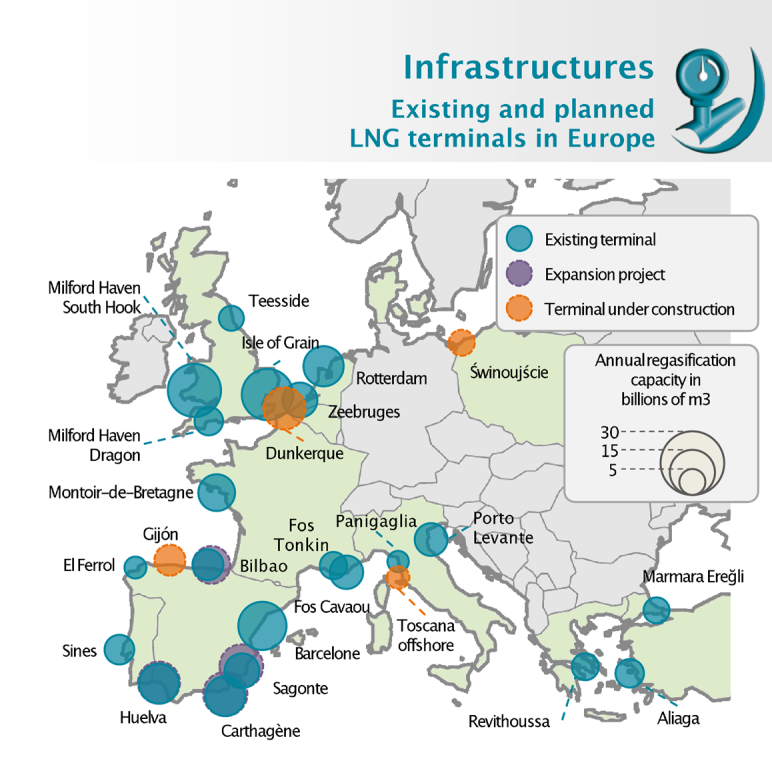 Infrastructures
Existing and planned
LNG terminals in Europe
Existing terminal
Expansion project
Terminal under construction
Annual regasification
capacity in
billions of m3
30
15
5
Milford Haven
South Hook
Teesside
Isle of Grain
Rotterdam
Świnoujście
Zeebruges
Milford Haven
Dragon
Dunkerque
Montoir-de-Bretagne
Gijón
Fos
Tonkin
Panigaglia
Porto
Levante
El Ferrol
Bilbao
Marmara Ereğli
Fos Cavaou
Toscana
offshore
Barcelone
Sines
Sagonte
Huelva
Carthagène
Revithoussa
Aliaga